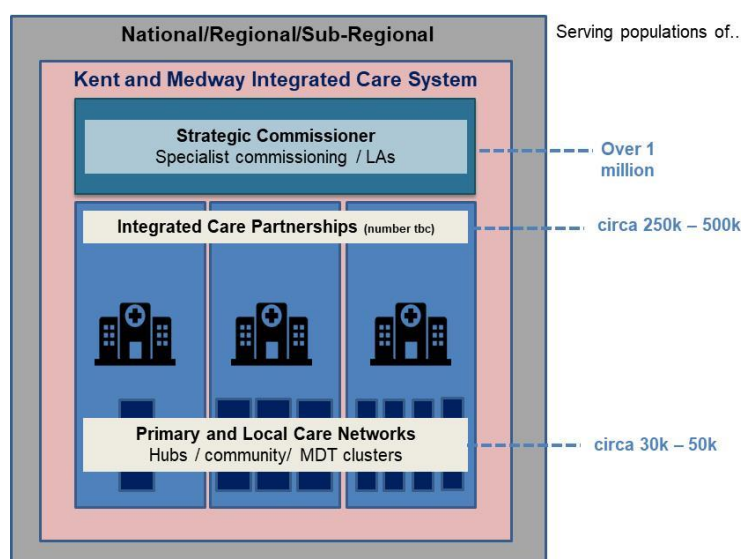 National/Regional/Sub-Regional
Serving populations of..
Kent and Medway Integrated Care System
Strategic Commissioner
Specialist commissioning / LAs
Over 1
million
Integrated Care Partnerships (number tbc)
circa 250k – 500k
Primary and Local Care Networks
Hubs / community/ MDT clusters
circa 30k – 50k